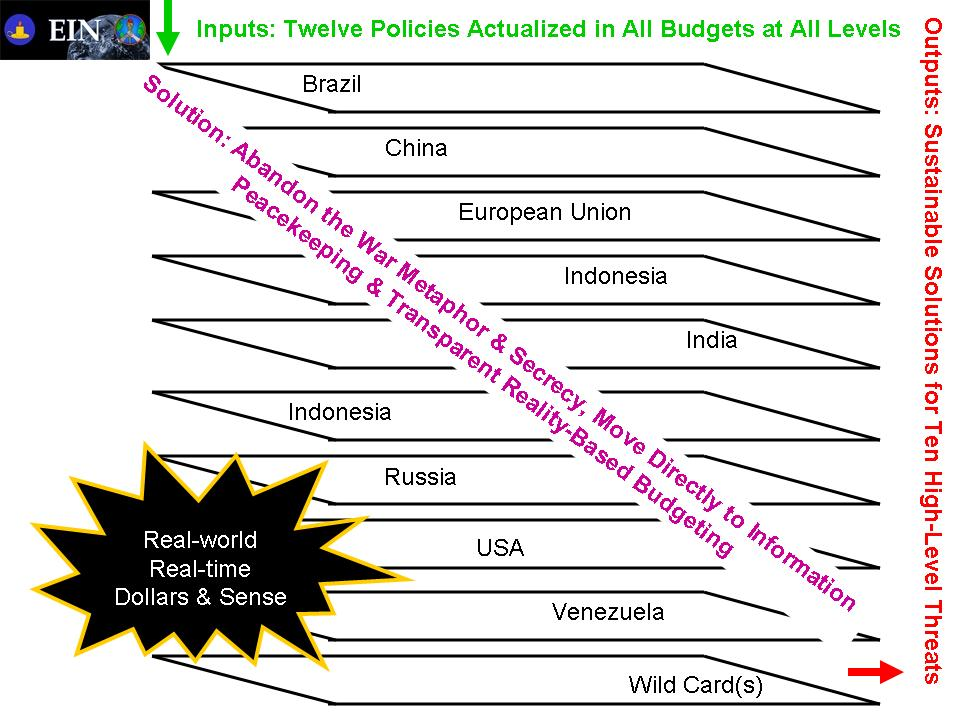 EIN
Inputs: Twelve Policies Actualized in All Budgets at All Levels
Outputs: Sustainable Solutions for Ten High-Level Threats
Solution: Abandon the War Metaphor & Secrecy, Move Directly to Information
Peacekeeping & Transparent Reality-Based Budgeting
Brazil
China
European Union
Indonesia
India
Indonesia
Russia
USA
Venezuela
Wild Card(s)
Real-world
Real-time
Dollars & Sense